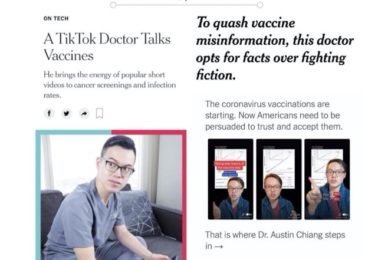 ON TECH
A TikTok Doctor Talks
Vaccines
He brings the energy of popular short
videos to cancer screenings and infection
rates.
To quash vaccine
misinformation, this doctor
opts for facts over fighting
fiction.
The coronavirus vaccinations are
starting. Now Americans need to be
persuaded to trust and accept them.
That is where Dr. Austin Chiang steps
in →